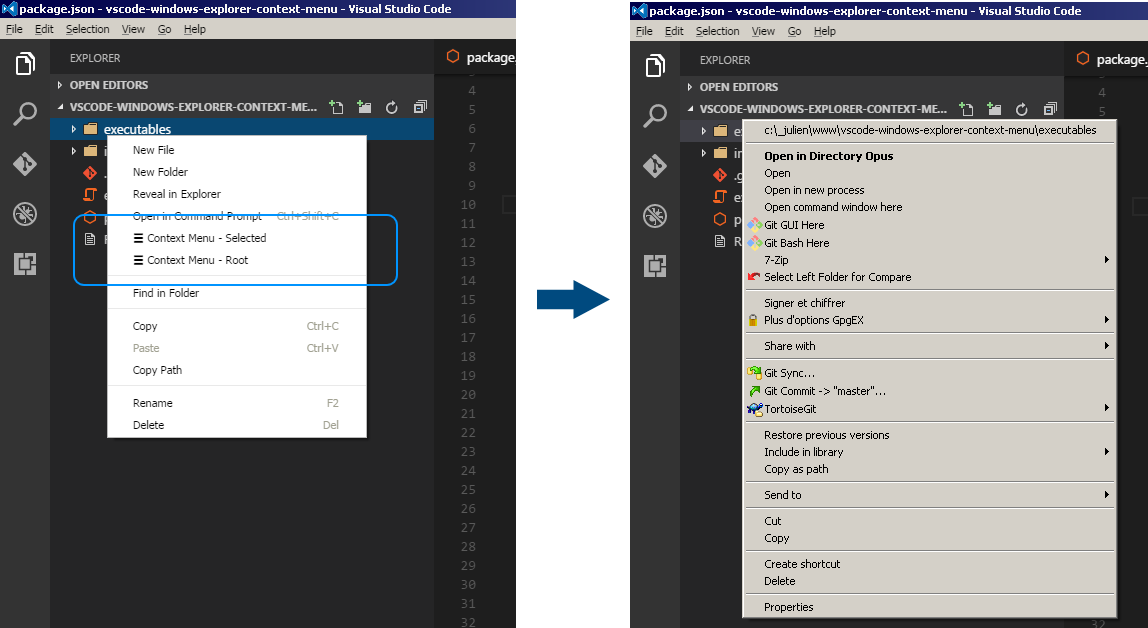 package.json - vscode-windows-explorer-context-menu - Visual Studio Code
File Edit Selection View Go Help
EXPLORER
package.
OPEN EDITORS
VSCODE-WINDOWS-EXPLORER-CONTEXT-ME...
executables
New File
New Folder
Reveal in Explorer
Open in Command Prompt Ctrl+Shift+C
Context Menu - Selected
Context Menu - Root
Find in Folder
Copy Ctrl+C
Paste Ctrl+V
Copy Path
Rename F2
Delete Del
4
5
6
7
8
9
10
11
12
13
14
15
16
17
18
19
20
21
22
23
24
25
26
27
28
29
30
31
32
package.json - vscode-windows-explorer-context-menu - Visual Studio Code
File Edit Selection View Go Help
EXPLORER
package.
OPEN EDITORS
VSCODE-WINDOWS-EXPLORER-CONTEXT-ME...
4
5
c:\_julien\www\vscode-windows-explorer-context-menu\executables
Open in Directory Opus
Open
Open in new process
Open command window here
Git GUI Here
Git Bash Here
7-Zip
Select Left Folder for Compare
Signer et chiffrer
Plus d'options GpgEX
Share with
Git Sync...
Git Commit -> "master"...
TortoiseGit
Restore previous versions
Include in library
Copy as path
Send to
Cut
Copy
Create shortcut
Delete
Properties
32